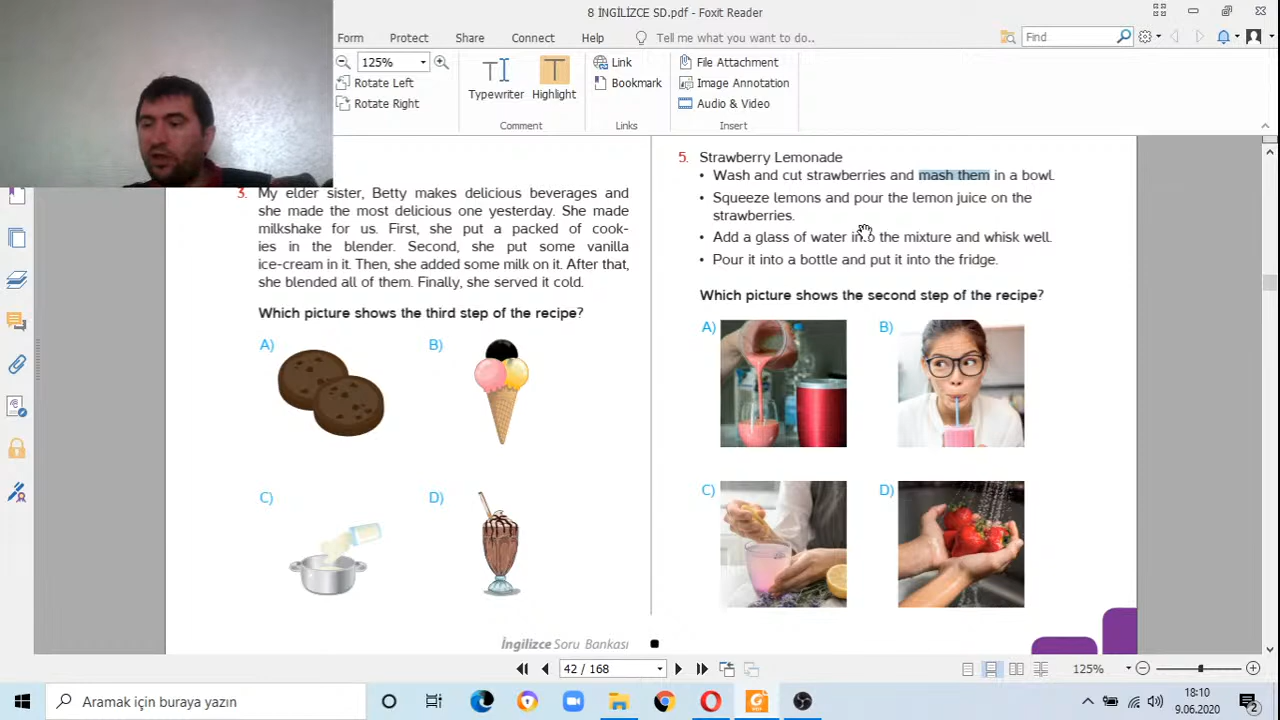 8 İNGİLİZCE SD.pdf - Foxit Reader
Form Protect Share Connect Help Tell me what you want to do.. Find
125% Link File Attachment
Rotate Left Typewriter Highlight Bookmark Image Annotation
Rotate Right Audio & Video
Comment Links Insert
3. My elder sister, Betty makes delicious beverages and
she made the most delicious one yesterday. She made
milkshake for us. First, she put a packed of cook-
ies in the blender. Second, she put some vanilla
ice-cream in it. Then, she added some milk on it. After that,
she blended all of them. Finally, she served it cold.
Which picture shows the third step of the recipe?
A) B)
C) D)
5. Strawberry Lemonade
• Wash and cut strawberries and mash them in a bowl.
• Squeeze lemons and pour the lemon juice on the
strawberries.
• Add a glass of water into the mixture and whisk well.
• Pour it into a bottle and put it into the fridge.
Which picture shows the second step of the recipe?
A) B)
C) D)
İngilizce Soru Bankası
42 / 168 125%
Aramak için buraya yazın
18:10
9.06.2020
2